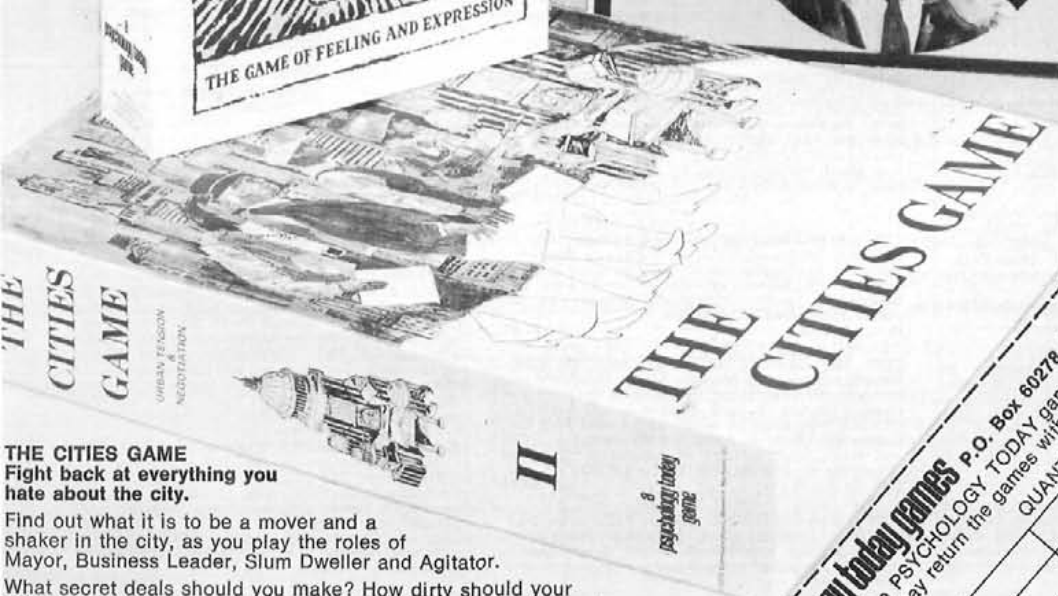 a
psychology today
game
THE GAME OF FEELING AND EXPRESSION
THE
CITIES GAME
THE
CITIES
GAME
URBAN TENSION
&
NEGOTIATION
II
a
psychology today
game
THE CITIES GAME
Fight back at everything you
hate about the city.
Find out what it is to be a mover and a
shaker in the city, as you play the roles of
Mayor, Business Leader, Slum Dweller and Agitator.
What secret deals should you make? How dirty should your
today games P.O. Box 60278
PSYCHOLOGY TODAY
return the games